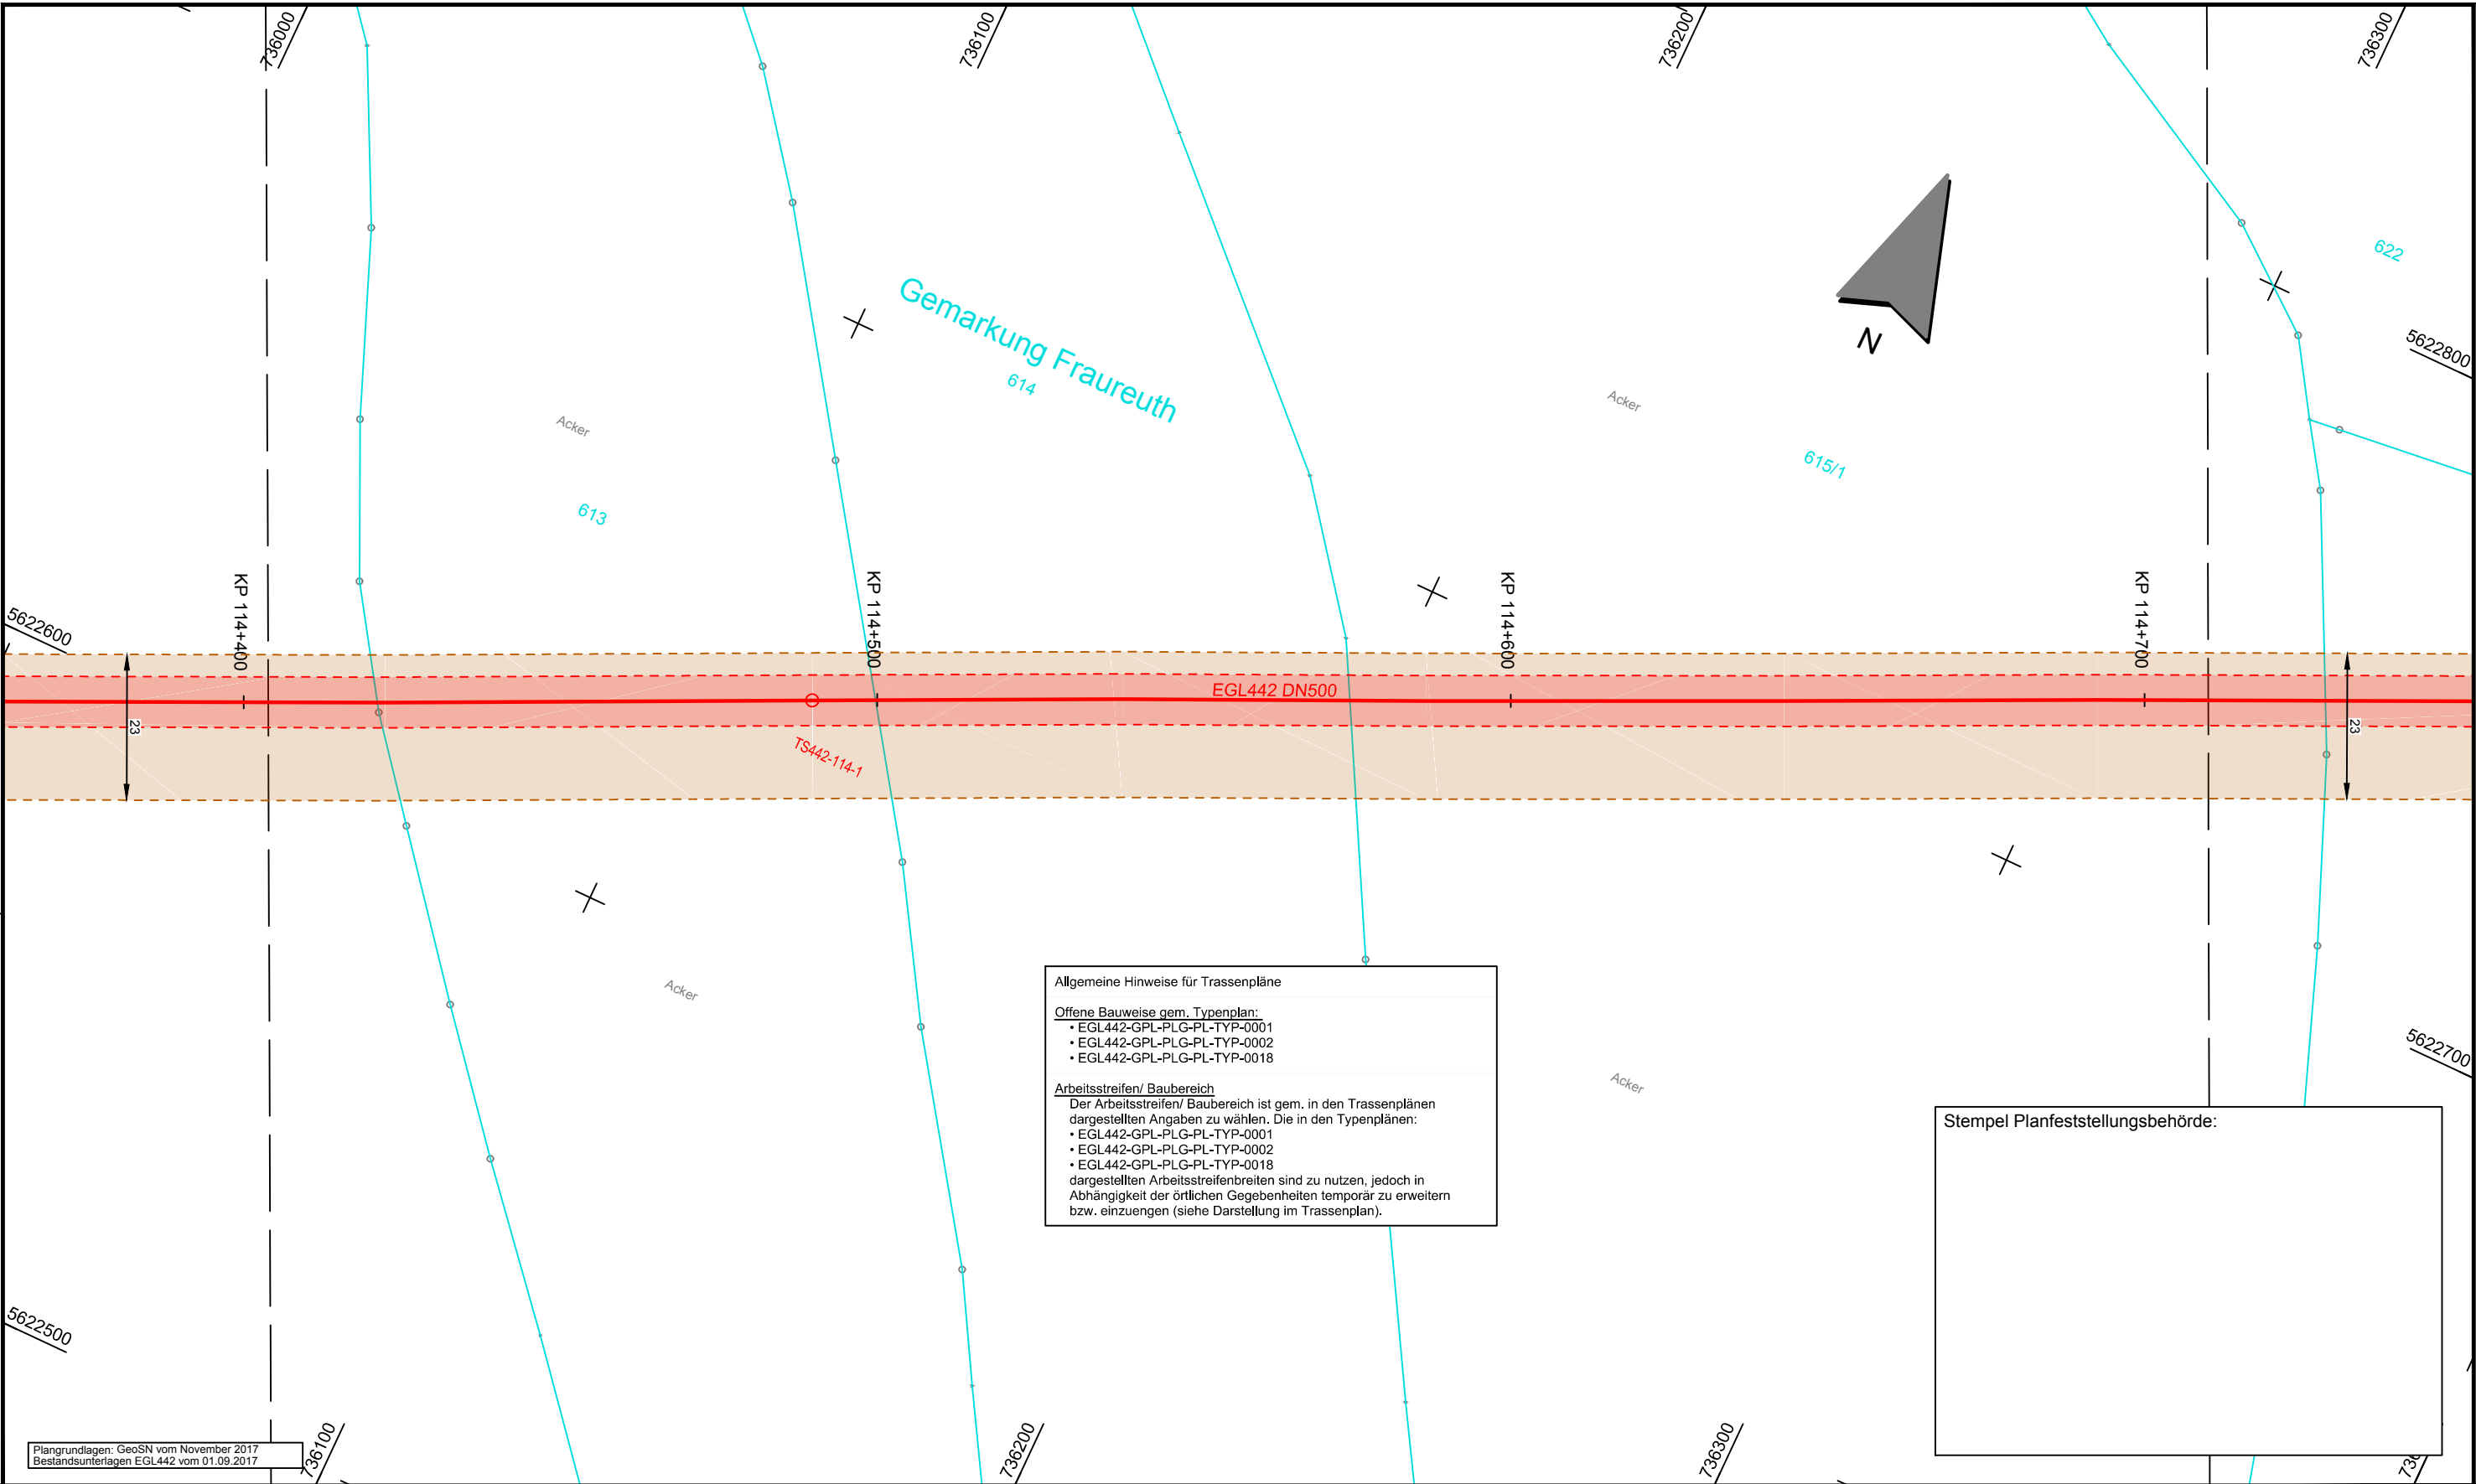 736000
736100
736200
736300
622
5622800
Gemarkung Fraureuth
614
Acker
Acker
615/1
613
N
KP 114+400
KP 114+500
KP 114+600
KP 114+700
5622600
EGL442 DN500
23
23
TS442-114-1
Acker
Acker
5622700
Allgemeine Hinweise für Trassenpläne
Offene Bauweise gem. Typenplan:
• EGL442-GPL-PLG-PL-TYP-0001
• EGL442-GPL-PLG-PL-TYP-0002
• EGL442-GPL-PLG-PL-TYP-0018
Arbeitsstreifen/ Baubereich
Der Arbeitsstreifen/ Baubereich ist gem. in den Trassenplänen
dargestellten Angaben zu wählen. Die in den Typenplänen:
• EGL442-GPL-PLG-PL-TYP-0001
• EGL442-GPL-PLG-PL-TYP-0002
• EGL442-GPL-PLG-PL-TYP-0018
dargestellten Arbeitsstreifenbreiten sind zu nutzen, jedoch in
Abhängigkeit der örtlichen Gegebenheiten temporär zu erweitern
bzw. einzuengen (siehe Darstellung im Trassenplan).
Stempel Planfeststellungsbehörde:
5622500
Plangrundlagen: GeoSN vom November 2017
Bestandsunterlagen EGL442 vom 01.09.2017
736100
736200
736300